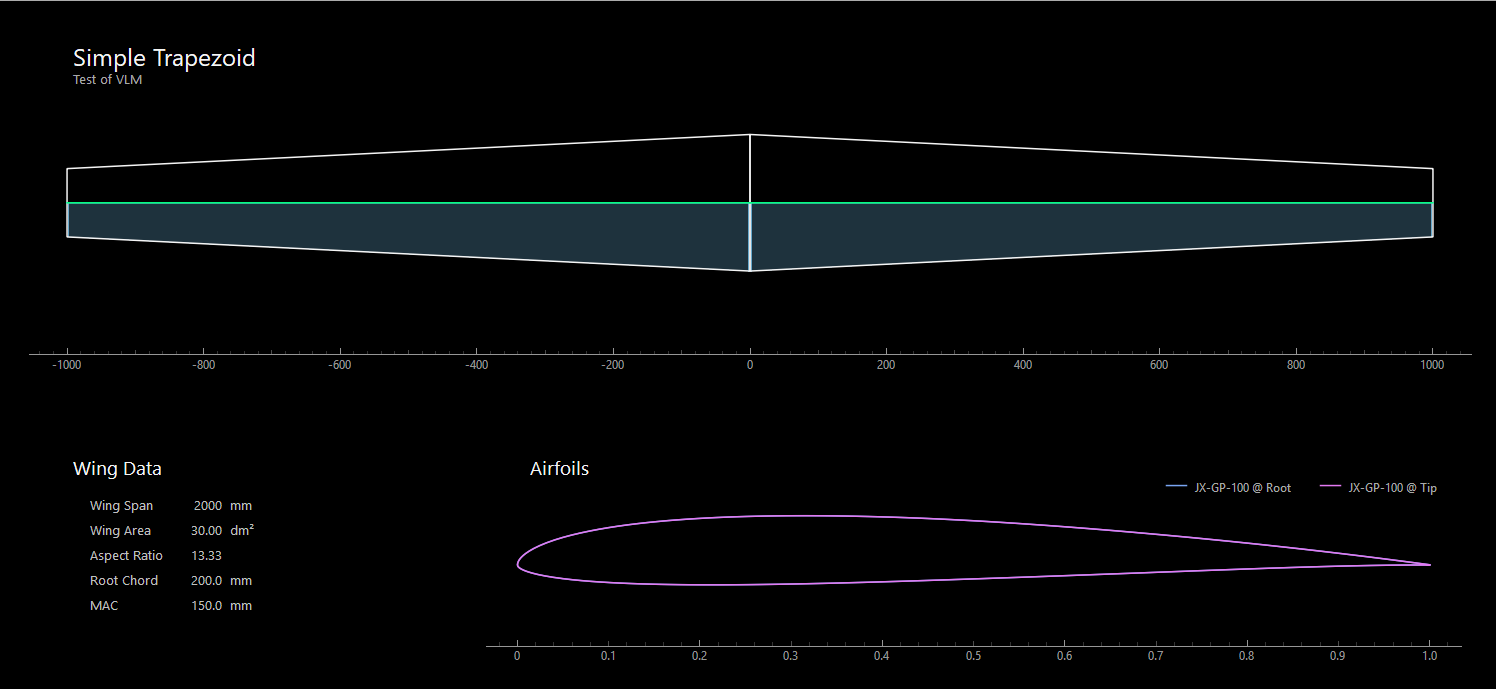 Simple Trapezoid
Test of VLM
-1000 -800 -600 -400 -200 0 200 400 600 800 1000
Wing Data
Wing Span 2000 mm
Wing Area 30.00 dm²
Aspect Ratio 13.33
Root Chord 200.0 mm
MAC 150.0 mm
Airfoils
JX-GP-100 @ Root JX-GP-100 @ Tip
0 0.1 0.2 0.3 0.4 0.5 0.6 0.7 0.8 0.9 1.0